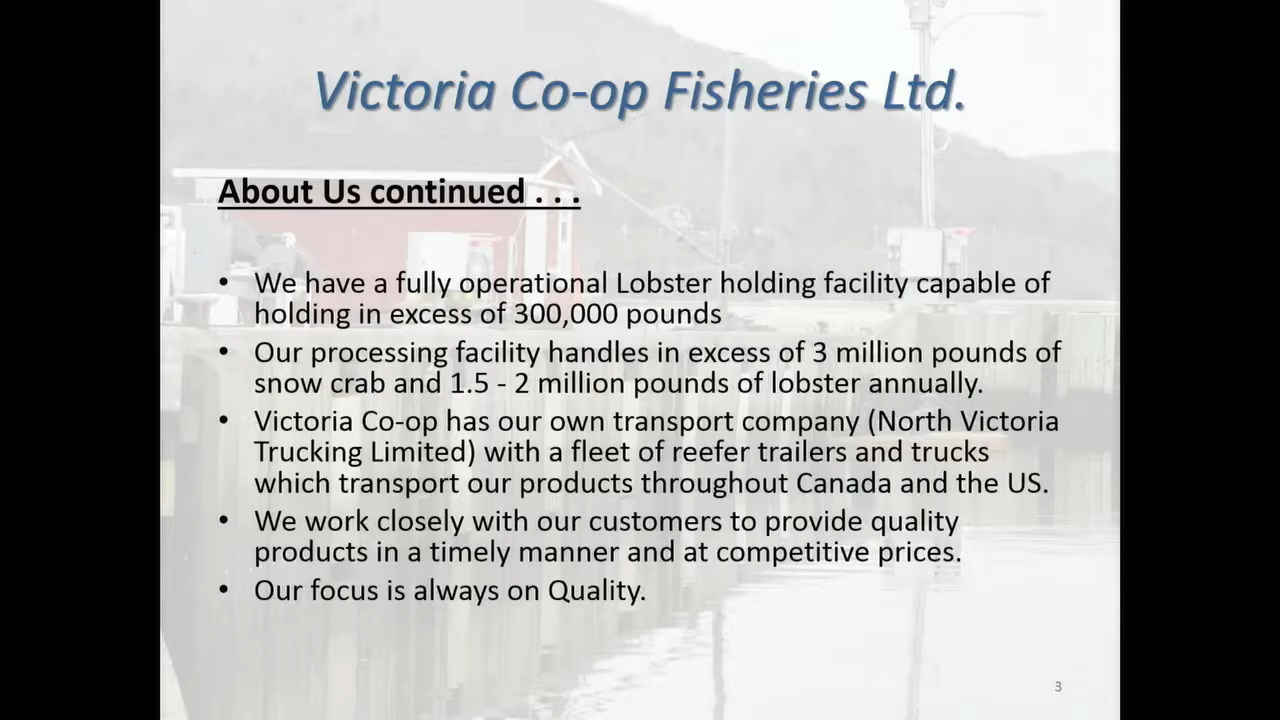 Victoria Co-op Fisheries Ltd.
About Us continued . . .
• We have a fully operational Lobster holding facility capable of
holding in excess of 300,000 pounds
• Our processing facility handles in excess of 3 million pounds of
snow crab and 1.5 - 2 million pounds of lobster annually.
• Victoria Co-op has our own transport company (North Victoria
Trucking Limited) with a fleet of reefer trailers and trucks
which transport our products throughout Canada and the US.
• We work closely with our customers to provide quality
products in a timely manner and at competitive prices.
• Our focus is always on Quality.
3